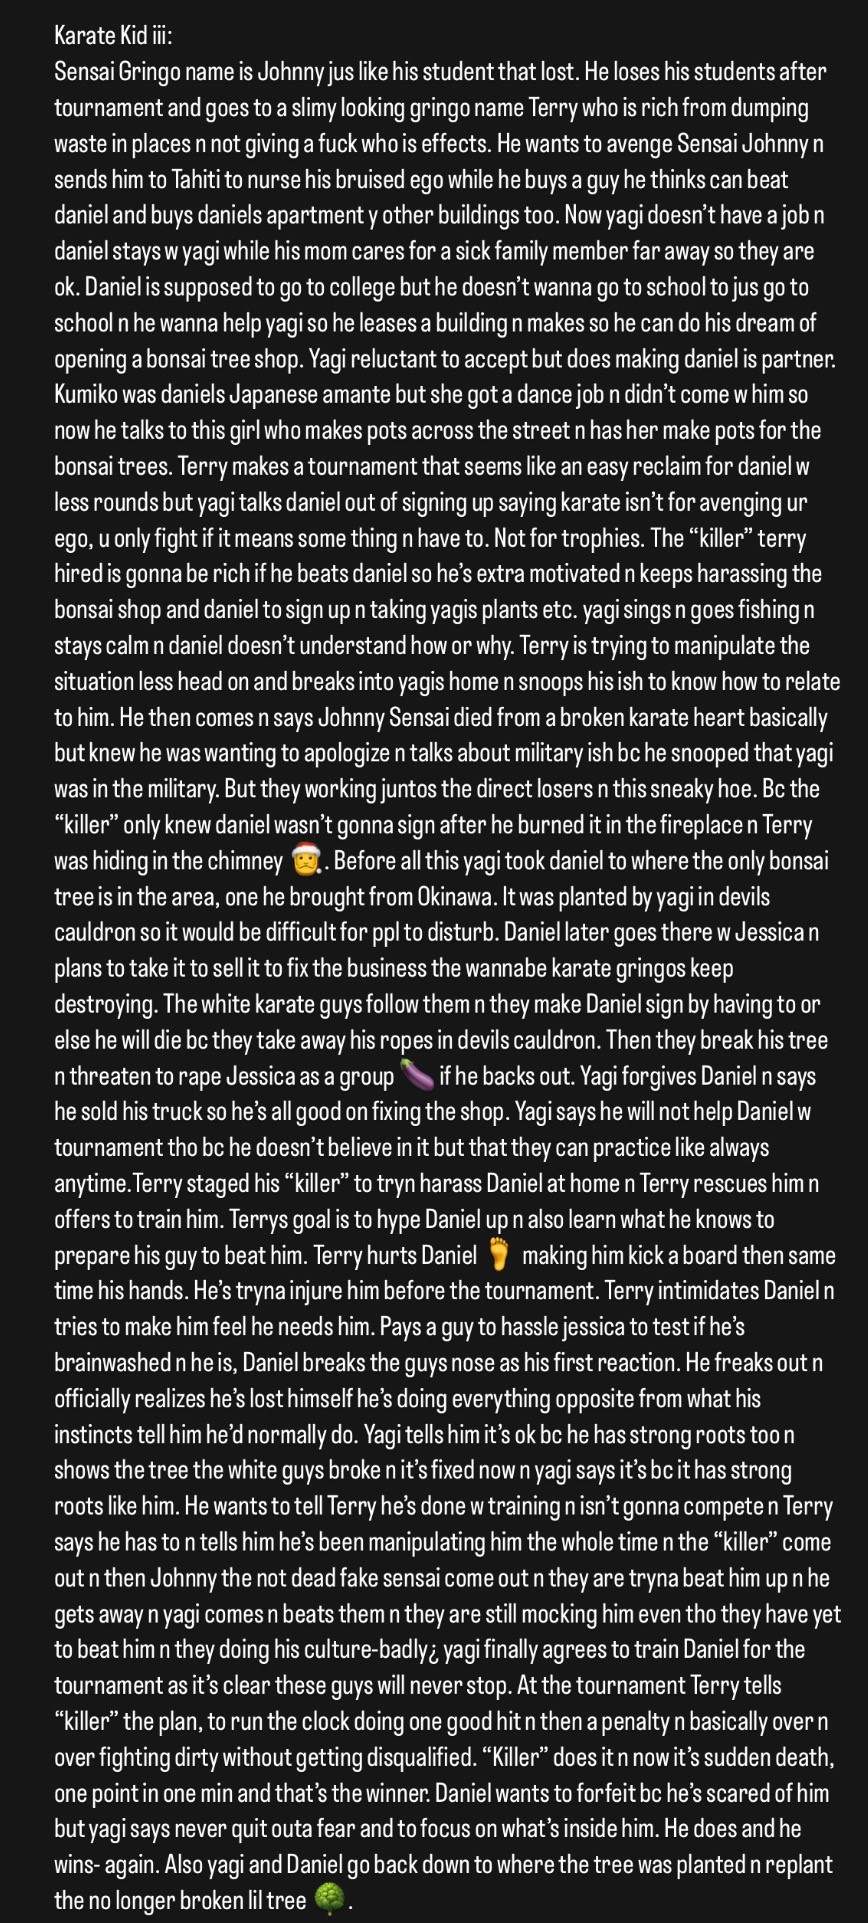 Karate Kid iii:
Sensai Gringo name is Johnny jus like his student that lost. He loses his students after
tournament and goes to a slimy looking gringo name Terry who is rich from dumping
waste in places n not giving a fuck who is effects. He wants to avenge Sensai Johnny n
sends him to Tahiti to nurse his bruised ego while he buys a guy he thinks can beat
daniel and buys daniels apartment y other buildings too. Now yagi doesn’t have a job n
daniel stays w yagi while his mom cares for a sick family member far away so they are
ok. Daniel is supposed to go to college but he doesn’t wanna go to school to jus go to
school n he wanna help yagi so he leases a building n makes so he can do his dream of
opening a bonsai tree shop. Yagi reluctant to accept but does making daniel is partner.
Kumiko was daniels Japanese amante but she got a dance job n didn’t come w him so
now he talks to this girl who makes pots across the street n has her make pots for the
bonsai trees. Terry makes a tournament that seems like an easy reclaim for daniel w
less rounds but yagi talks daniel out of signing up saying karate isn’t for avenging ur
ego, u only fight if it means some thing n have to. Not for trophies. The “killer” terry
hired is gonna be rich if he beats daniel so he’s extra motivated n keeps harassing the
bonsai shop and daniel to sign up n taking yagis plants etc. yagi sings n goes fishing n
stays calm n daniel doesn’t understand how or why. Terry is trying to manipulate the
situation less head on and breaks into yagis home n snoops his ish to know how to relate
to him. He then comes n says Johnny Sensai died from a broken karate heart basically
but knew he was wanting to apologize n talks about military ish bc he snooped that yagi
was in the military. But they working juntos the direct losers n this sneaky hoe. Bc the
“killer” only knew daniel wasn’t gonna sign after he burned it in the fireplace n Terry
was hiding in the chimney 🎅. Before all this yagi took daniel to where the only bonsai
tree is in the area, one he brought from Okinawa. It was planted by yagi in devils
cauldron so it would be difficult for ppl to disturb. Daniel later goes there w Jessica n
plans to take it to sell it to fix the business the wannabe karate gringos keep
destroying. The white karate guys follow them n they make Daniel sign by having to or
else he will die bc they take away his ropes in devils cauldron. Then they break his tree
n threaten to rape Jessica as a group 🍆 if he backs out. Yagi forgives Daniel n says
he sold his truck so he’s all good on fixing the shop. Yagi says he will not help Daniel w
tournament tho bc he doesn’t believe in it but that they can practice like always
anytime.Terry staged his “killer” to tryn harass Daniel at home n Terry rescues him n
offers to train him. Terrys goal is to hype Daniel up n also learn what he knows to
prepare his guy to beat him. Terry hurts Daniel 🦶 making him kick a board then same
time his hands. He’s tryna injure him before the tournament. Terry intimidates Daniel n
tries to make him feel he needs him. Pays a guy to hassle jessica to test if he’s
brainwashed n he is, Daniel breaks the guys nose as his first reaction. He freaks out n
officially realizes he’s lost himself he’s doing everything opposite from what his
instincts tell him he’d normally do. Yagi tells him it’s ok bc he has strong roots too n
shows the tree the white guys broke n it’s fixed now n yagi says it’s bc it has strong
roots like him. He wants to tell Terry he’s done w training n isn’t gonna compete n Terry
says he has to n tells him he’s been manipulating him the whole time n the “killer” come
out n then Johnny the not dead fake sensai come out n they are tryna beat him up n he
gets away n yagi comes n beats them n they are still mocking him even tho they have yet
to beat him n they doing his culture-badly¿ yagi finally agrees to train Daniel for the
tournament as it’s clear these guys will never stop. At the tournament Terry tells
“killer” the plan, to run the clock doing one good hit n then a penalty n basically over n
over fighting dirty without getting disqualified. “Killer” does it n now it’s sudden death,
one point in one min and that’s the winner. Daniel wants to forfeit bc he’s scared of him
but yagi says never quit outa fear and to focus on what’s inside him. He does and he
wins- again. Also yagi and Daniel go back down to where the tree was planted n replant
the no longer broken lil tree 🌳.